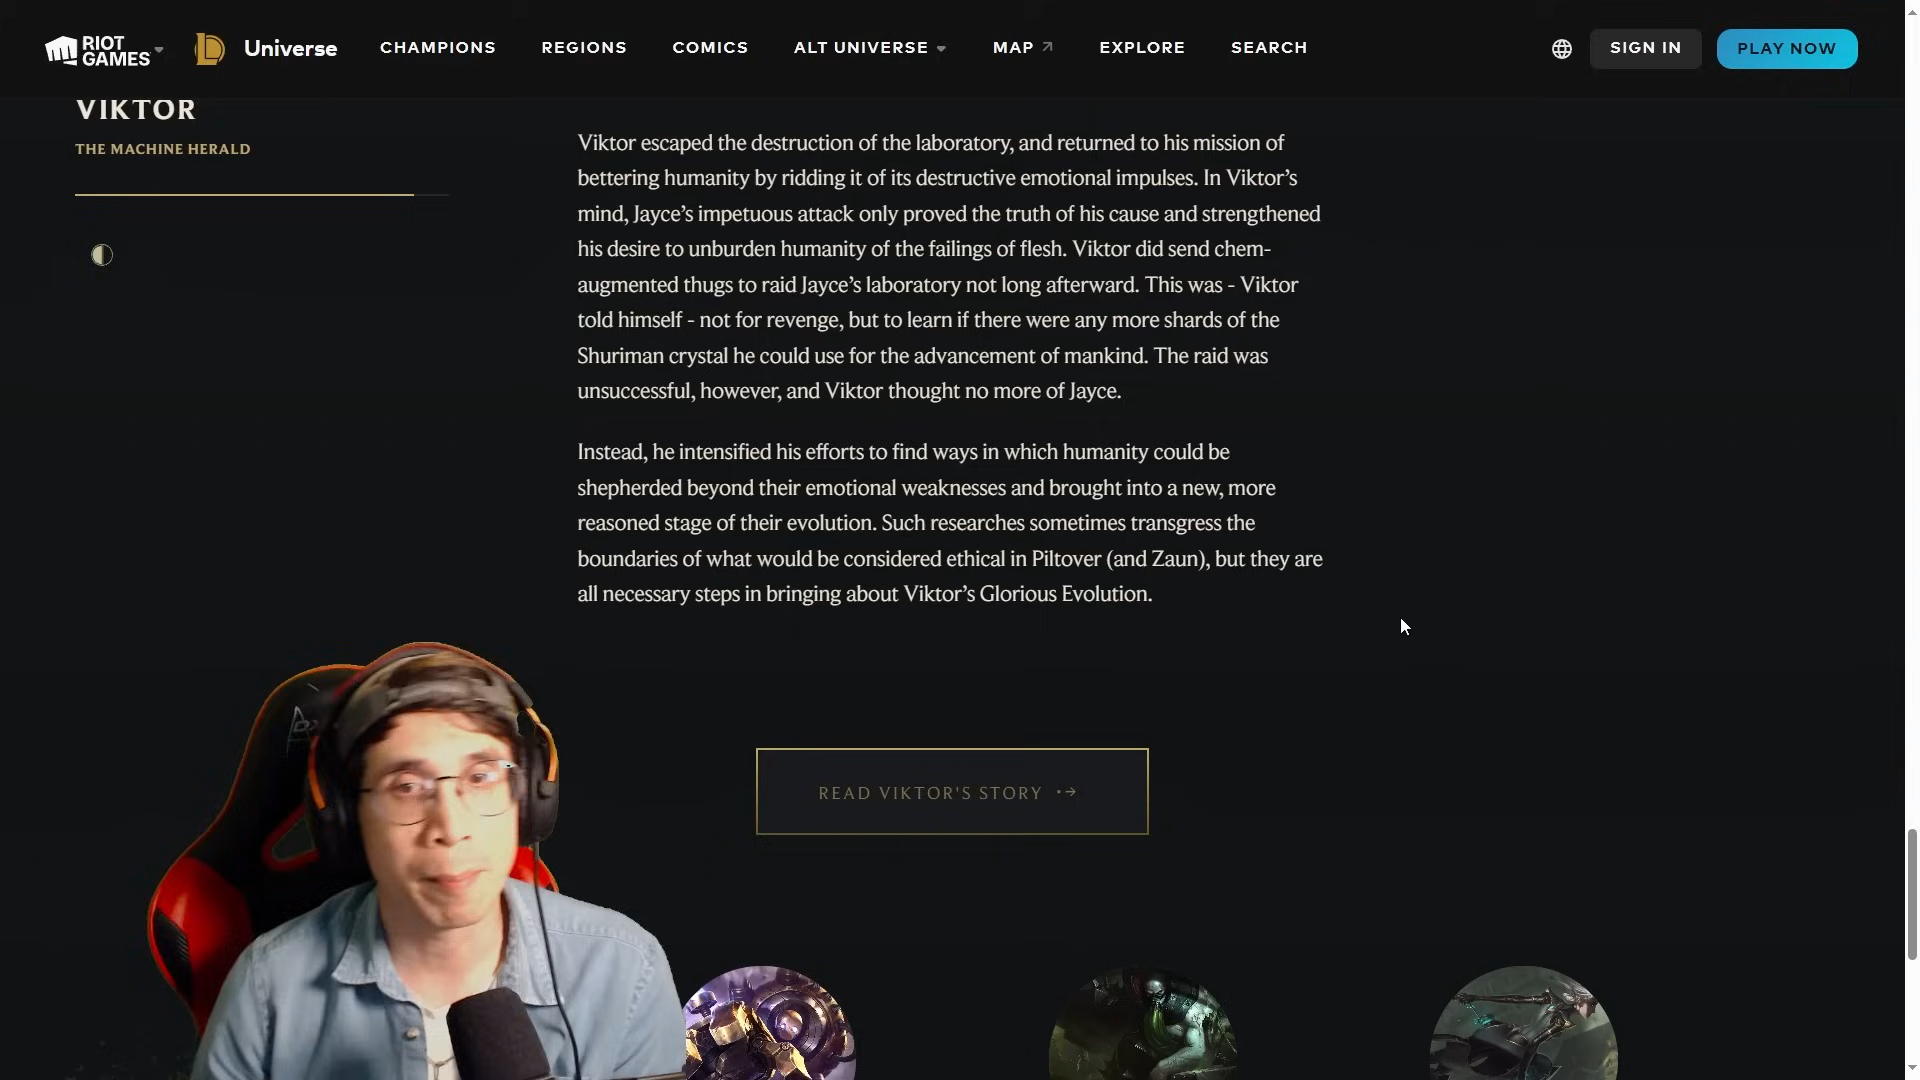 RIOT
GAMES
Universe
CHAMPIONS
REGIONS
COMICS
ALT UNIVERSE
MAP
EXPLORE
SEARCH
SIGN IN
PLAY NOW
VIKTOR
THE MACHINE HERALD
Viktor escaped the destruction of the laboratory, and returned to his mission of
bettering humanity by ridding it of its destructive emotional impulses. In Viktor’s
mind, Jayce’s impetuous attack only proved the truth of his cause and strengthened
his desire to unburden humanity of the failings of flesh. Viktor did send chem-
augmented thugs to raid Jayce’s laboratory not long afterward. This was - Viktor
told himself - not for revenge, but to learn if there were any more shards of the
Shuriman crystal he could use for the advancement of mankind. The raid was
unsuccessful, however, and Viktor thought no more of Jayce.
Instead, he intensified his efforts to find ways in which humanity could be
shepherded beyond their emotional weaknesses and brought into a new, more
reasoned stage of their evolution. Such researches sometimes transgress the
boundaries of what would be considered ethical in Piltover (and Zaun), but they are
all necessary steps in bringing about Viktor’s Glorious Evolution.
READ VIKTOR'S STORY